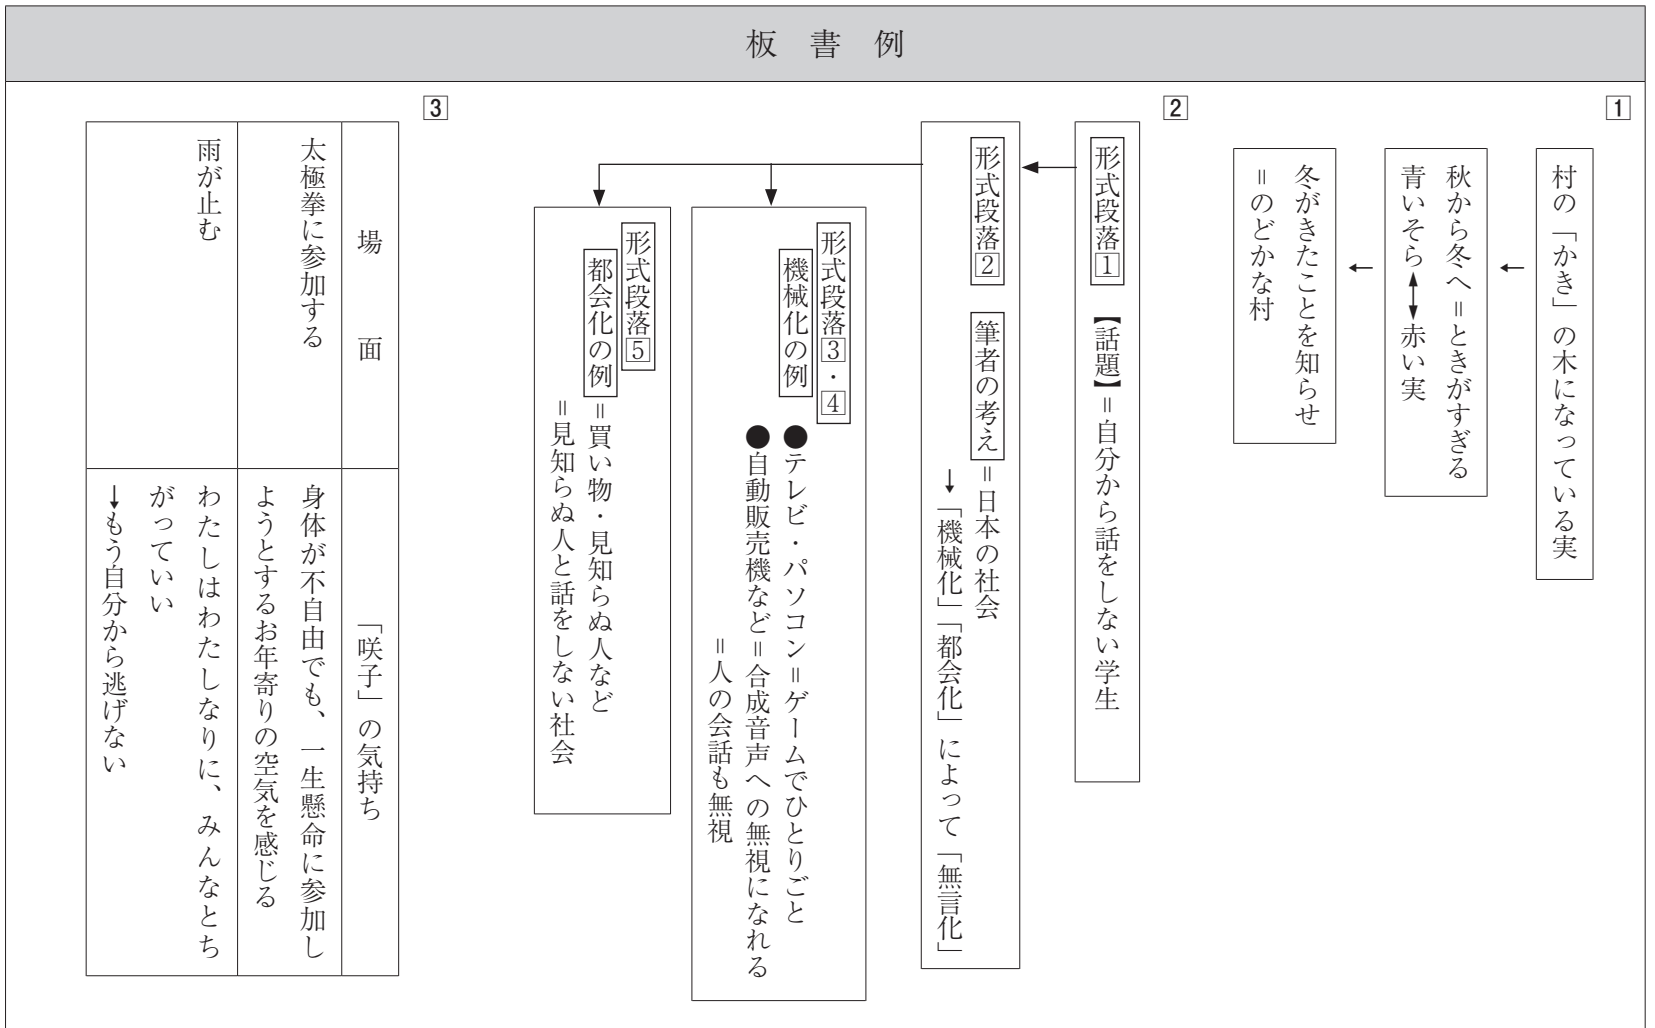 板書例
1
村の「かき」の木になっている実
↓
秋から冬へ＝ときがすぎる
青いそら↔赤い実
↓
冬がきたことを知らせ
＝のどかな村
2
形式段落1 【話題】＝自分から話をしない学生
形式段落2 筆者の考え＝日本の社会
→「機械化」「都会化」によって「無言化」
形式段落3・4
機械化の例 ●テレビ・パソコン＝ゲームでひとりごと
●自動販売機など＝合成音声への無視になれる
＝人の会話も無視
形式段落5
都会化の例＝買い物・見知らぬ人など
＝見知らぬ人と話をしない社会
3
場面 「咲子」の気持ち
太極拳に参加する
身体が不自由でも、一生懸命に参加し
ようとするお年寄りの空気を感じる
雨が止む
わたしはわたしなりに、みんなとち
がっていい
→もう自分から逃げない